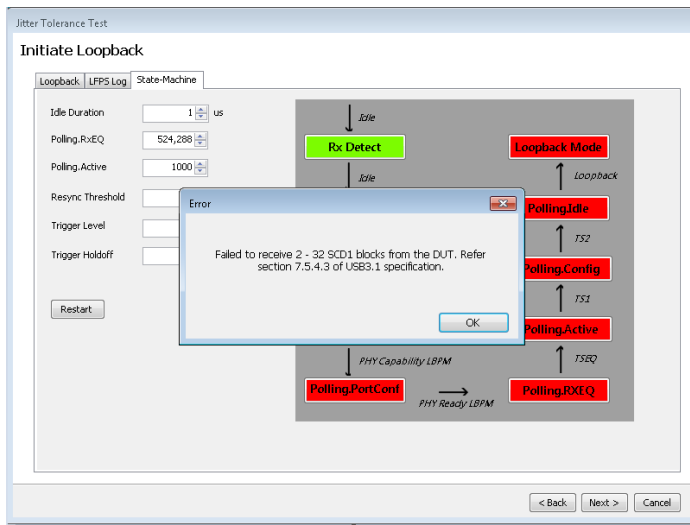 Jitter Tolerance Test
Initiate Loopback
Loopback LFPS Log State-Machine
Idle Duration 1 us
Polling.RxEQ 524,288
Polling.Active 1000
Resync Threshold
Trigger Level
Trigger Holdoff
Restart
Idle
Rx Detect
Idle
Loopback Mode
Loopback
Polling.Idle
TS2
Polling.Config
TS1
Polling.Active
TSEQ
Polling.RXEQ
PHY Capability LBPM
Polling.PortConf
PHY Ready LBPM
Error
Failed to receive 2 - 32 SCD1 blocks from the DUT. Refer
section 7.5.4.3 of USB3.1 specification.
OK
< Back Next > Cancel